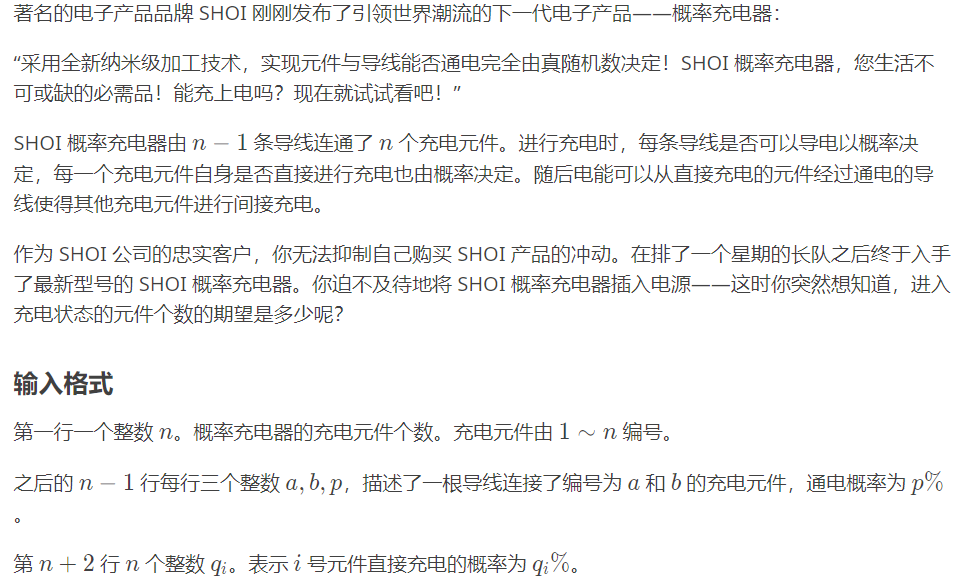 著名的电子产品品牌 SHOI 刚刚发布了引领世界潮流的下一代电子产品——概率充电器：
“采用全新纳米级加工技术，实现元件与导线能否通电完全由真随机数决定！SHOI 概率充电器，您生活不
可或缺的必需品！能充上电吗？现在就试试看吧！”
SHOI 概率充电器由 n − 1 条导线连通了 n 个充电元件。进行充电时，每条导线是否可以导电以概率决
定，每一个充电元件自身是否直接进行充电也由概率决定。随后电能可以从直接充电的元件经过通电的导
线使得其他充电元件进行间接充电。
作为 SHOI 公司的忠实客户，你无法抑制自己购买 SHOI 产品的冲动。在排了一个星期的长队之后终于入手
了最新型号的 SHOI 概率充电器。你迫不及待地将 SHOI 概率充电器插入电源——这时你突然想知道，进入
充电状态的元件个数的期望是多少呢？
输入格式
第一行一个整数 n。概率充电器的充电元件个数。充电元件由 1 ∼ n 编号。
之后的 n − 1 行每行三个整数 a, b, p，描述了一根导线连接了编号为 a 和 b 的充电元件，通电概率为 p%
。
第 n + 2 行 n 个整数 qi。表示 i 号元件直接充电的概率为 qi%。